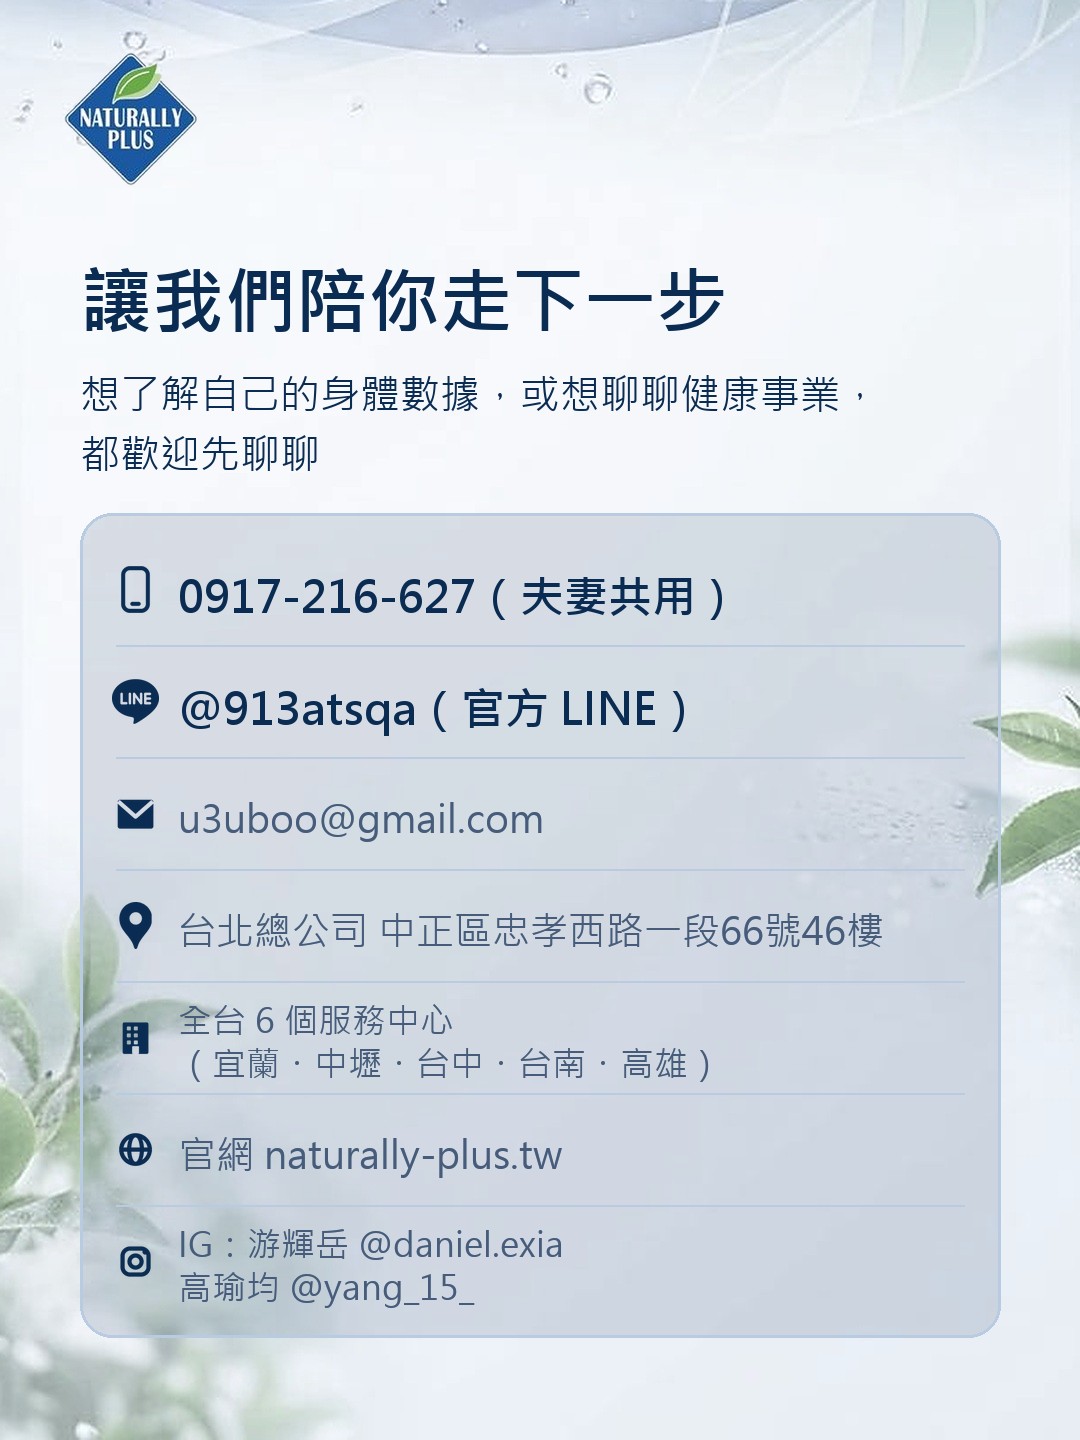 NATURALLY
PLUS
讓我們陪你走下一步
想了解自己的身體數據，或想聊聊健康事業，
都歡迎先聊聊
0917-216-627（夫妻共用）
LINE
@913atsqa（官方 LINE）
u3uboo@gmail.com
台北總公司 中正區忠孝西路一段66號46樓
全台 6 個服務中心
（宜蘭．中壢．台中．台南．高雄）
官網 naturally-plus.tw
IG：游輝岳 @daniel.exia
高瑜均 @yang_15_